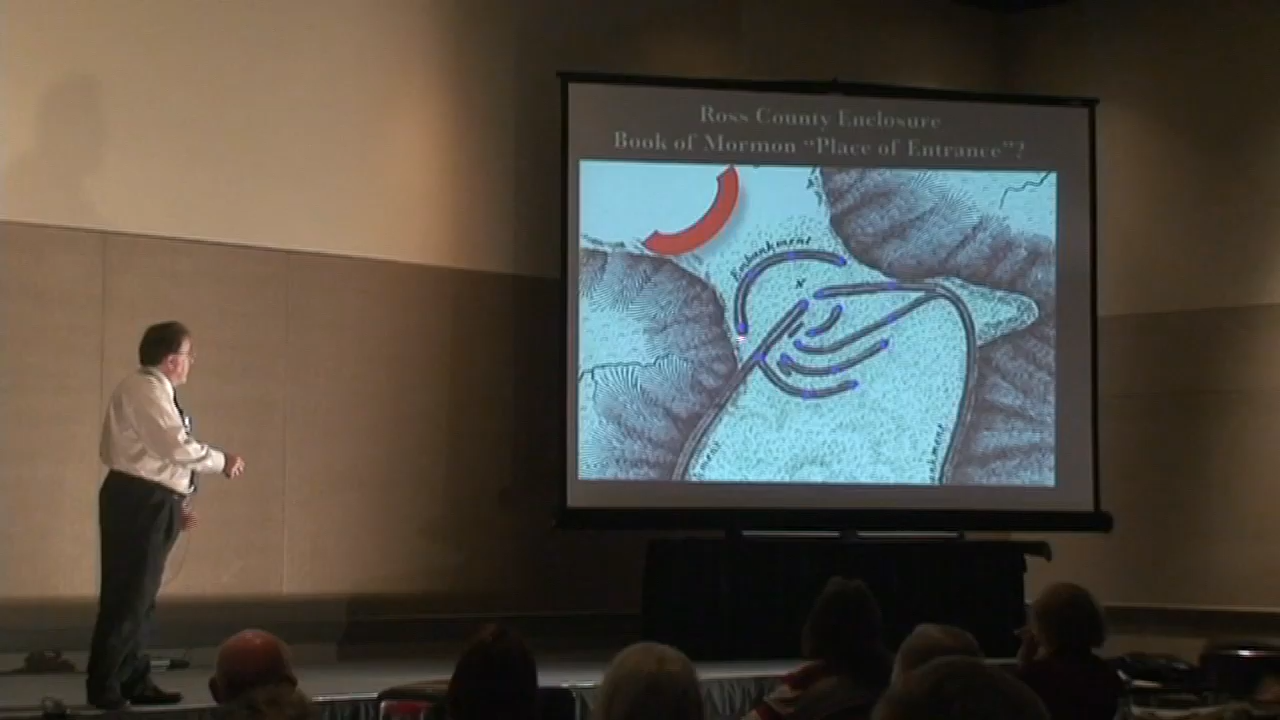 Ross County Enclosure
Book of Mormon “Place of Entrance”?
Embankment
N